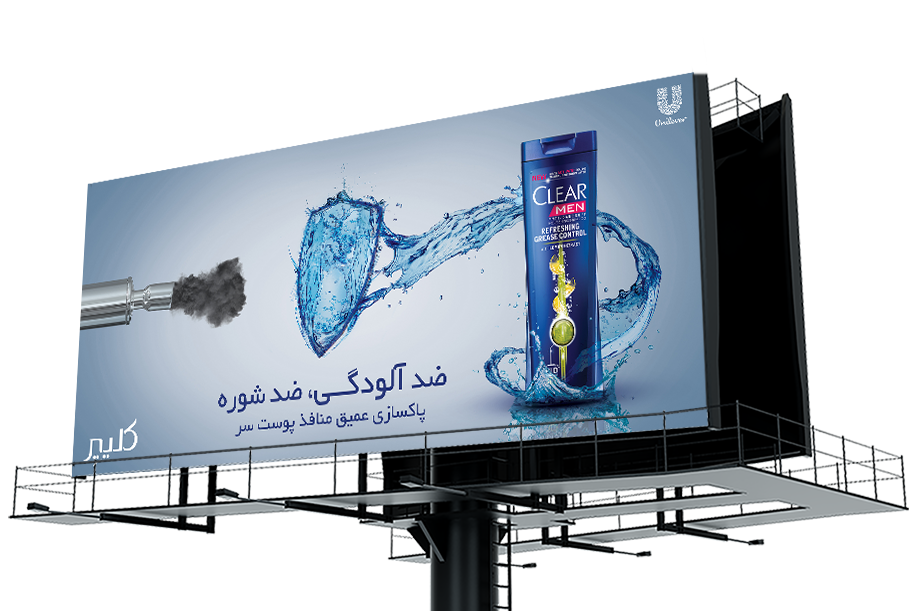 Unilever
CLEAR
MEN
REFRESHING
GREASE CONTROL
ضد آلودگی، ضد شوره
پاکسازی عمیق منافذ پوست سر
کلییر